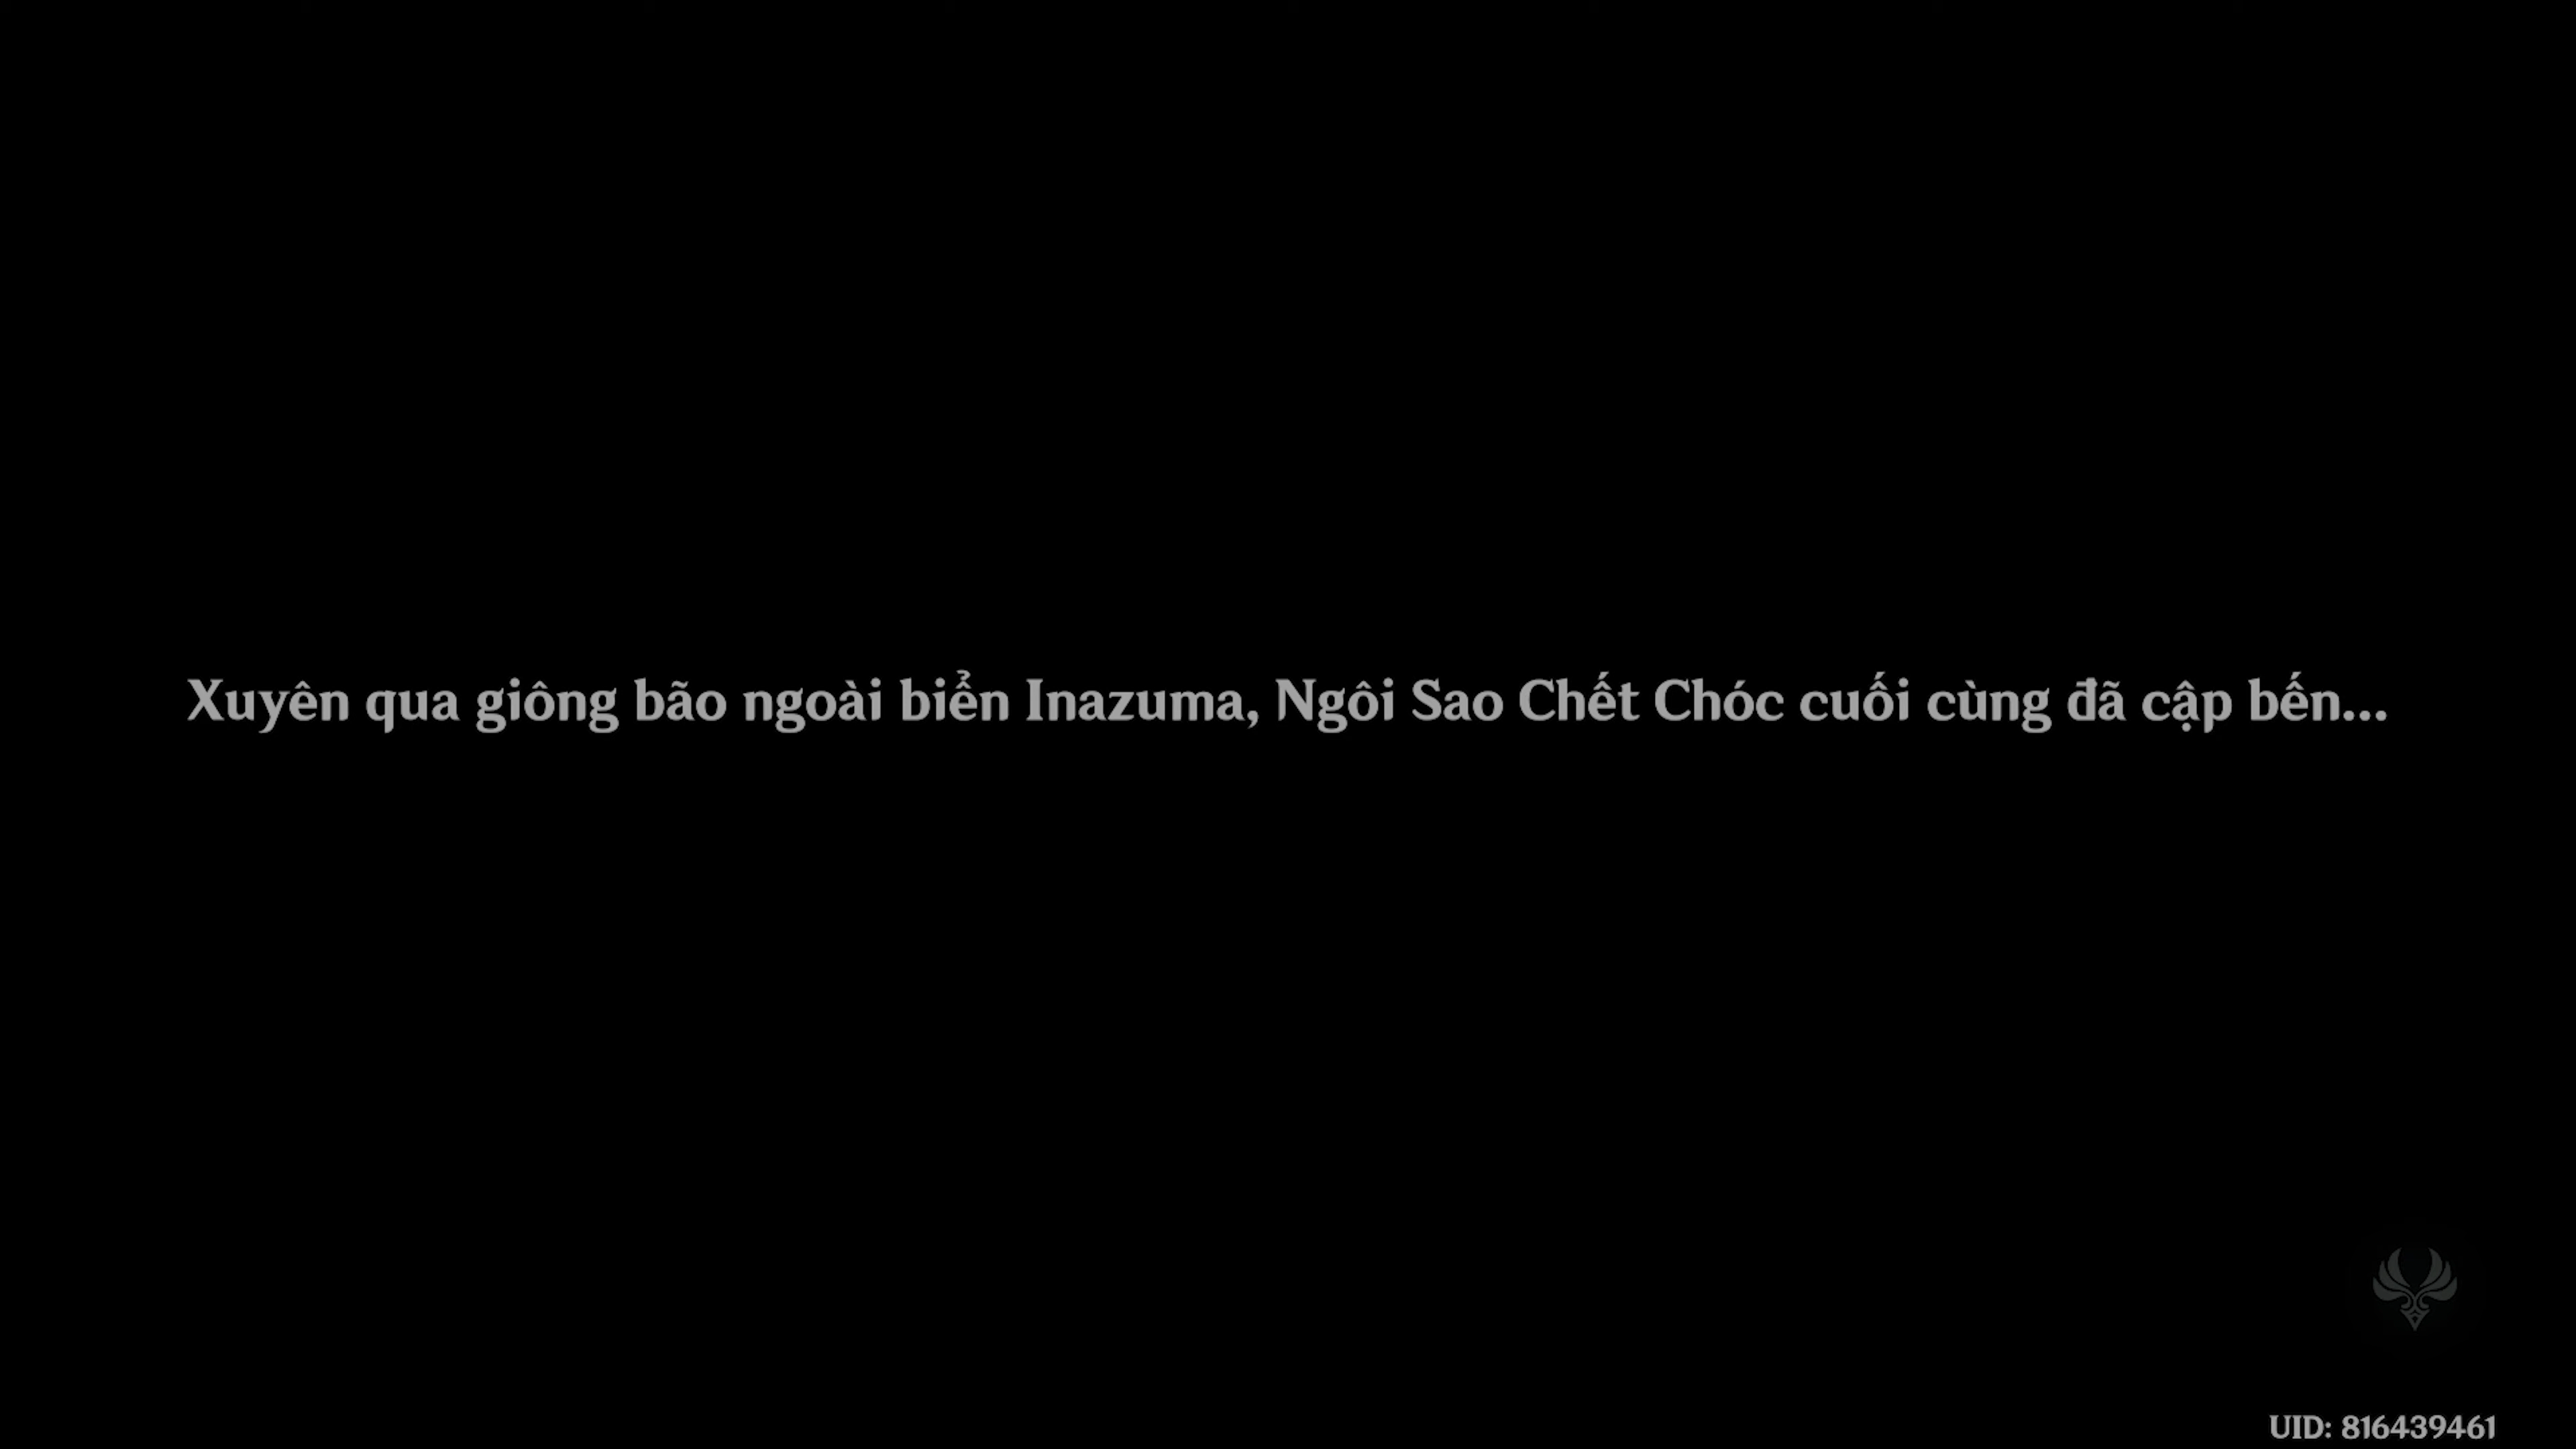 Xuyên qua giông bão ngoài biển Inazuma, Ngôi Sao Chết Chóc cuối cùng đã cập bến...
UID: 816439461